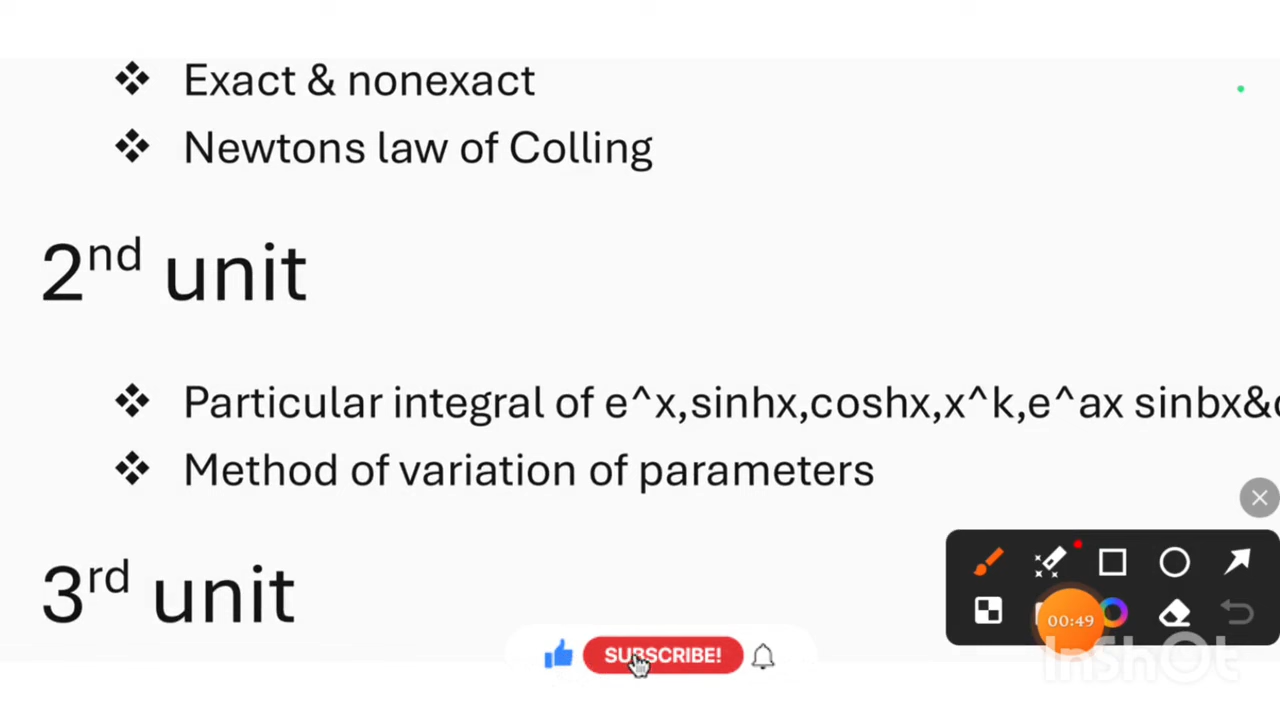 ❖ Exact & nonexact
❖ Newtons law of Colling
2nd unit
❖ Particular integral of e^x,sinhx,coshx,x^k,e^ax sinbx&
❖ Method of variation of parameters
3rd unit
00:49
SUBSCRIBE!
InShOt